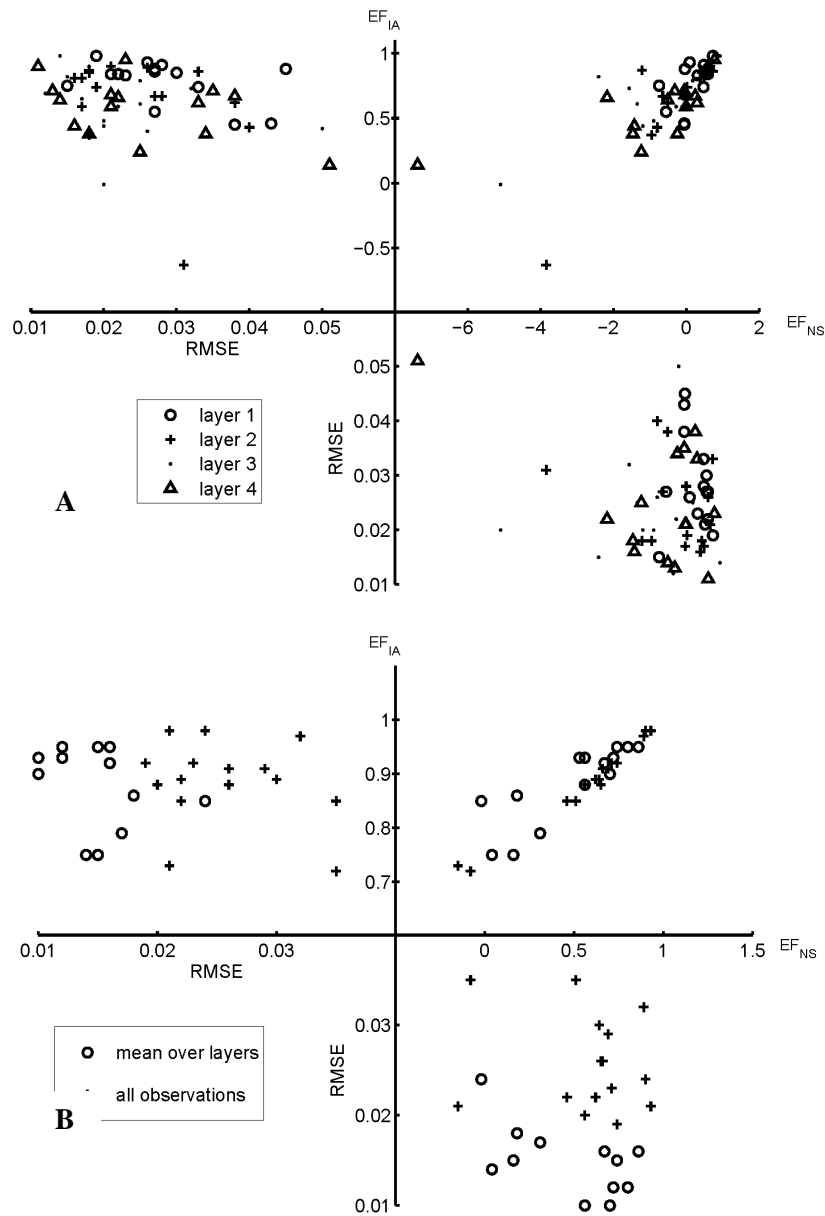 EF_IA
1
0.5
0
−0.5
0.01 0.02 0.03 0.04 0.05 −6 −4 −2 0 2 EF_NS
RMSE
0.05
0.04
0.03
0.02
0.01
RMSE
layer 1
layer 2
layer 3
layer 4
A
EF_IA
1
0.9
0.8
0.7
0.01 0.02 0.03 0 0.5 1 1.5 EF_NS
RMSE
0.03
0.02
0.01
RMSE
mean over layers
all observations
B